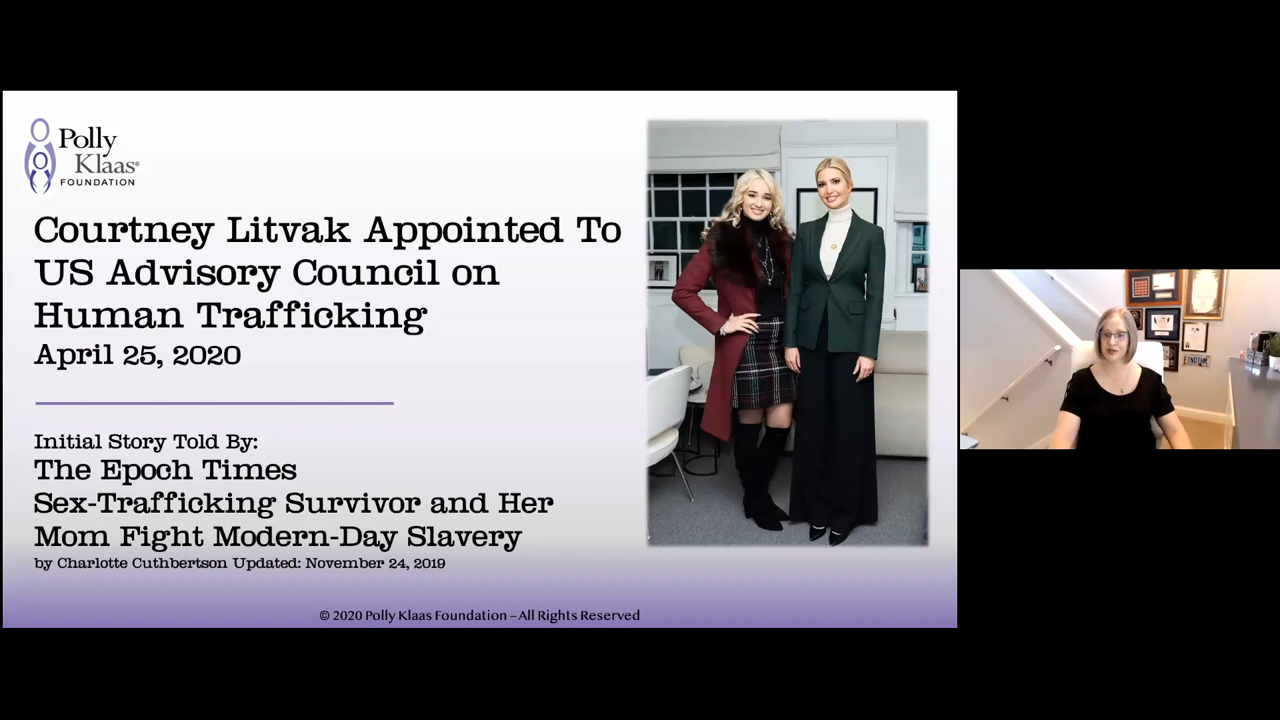 Polly
Klaas®
FOUNDATION
Courtney Litvak Appointed To
US Advisory Council on
Human Trafficking
April 25, 2020
Initial Story Told By:
The Epoch Times
Sex-Trafficking Survivor and Her
Mom Fight Modern-Day Slavery
by Charlotte Cuthbertson Updated: November 24, 2019
© 2020 Polly Klaas Foundation – All Rights Reserved